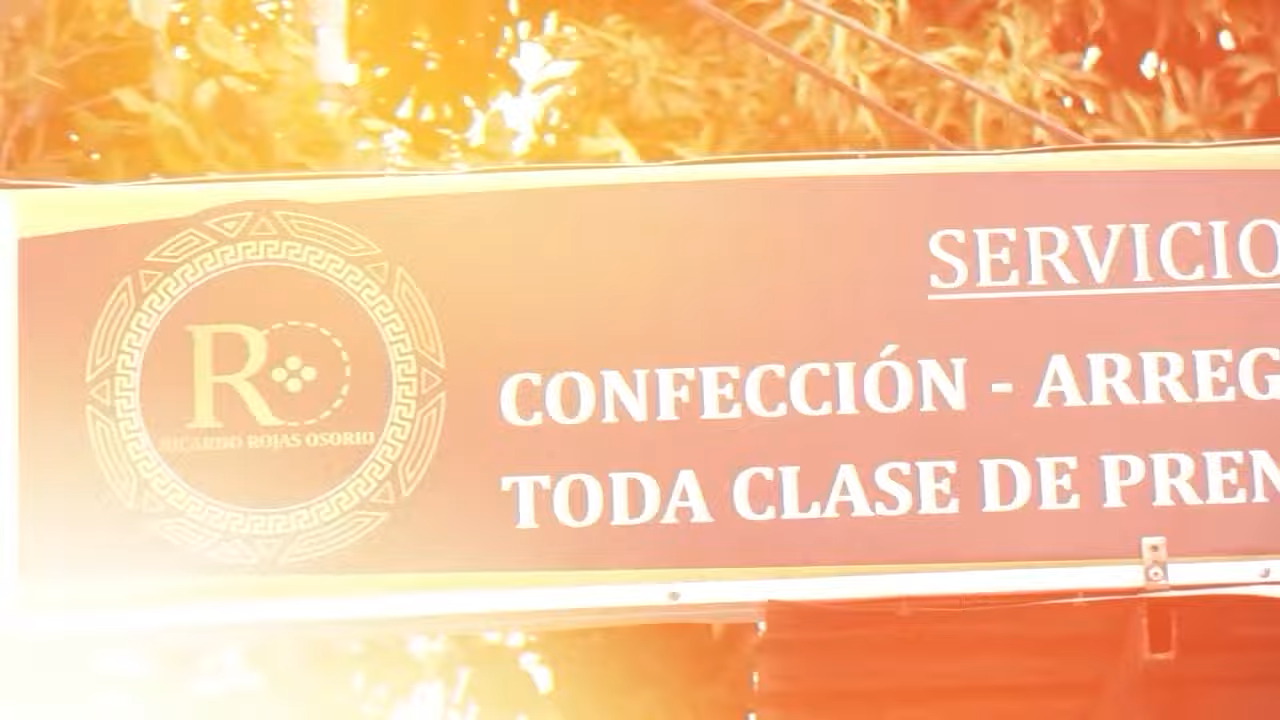 R
RICARDO ROJAS OSORIO
SERVICIO
CONFECCIÓN - ARREG
TODA CLASE DE PREN